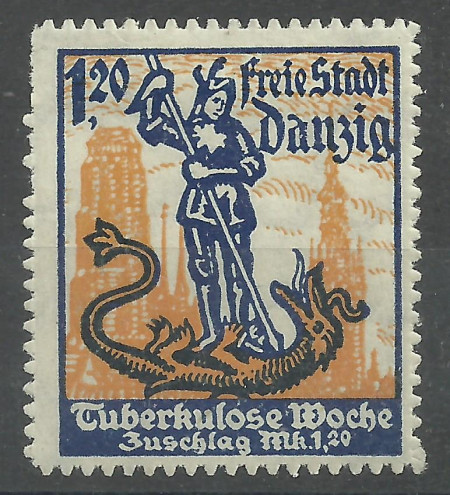 1,20
Freie Stadt
Danzig
Tuberkulose Woche
Zuschlag Mk.1,20